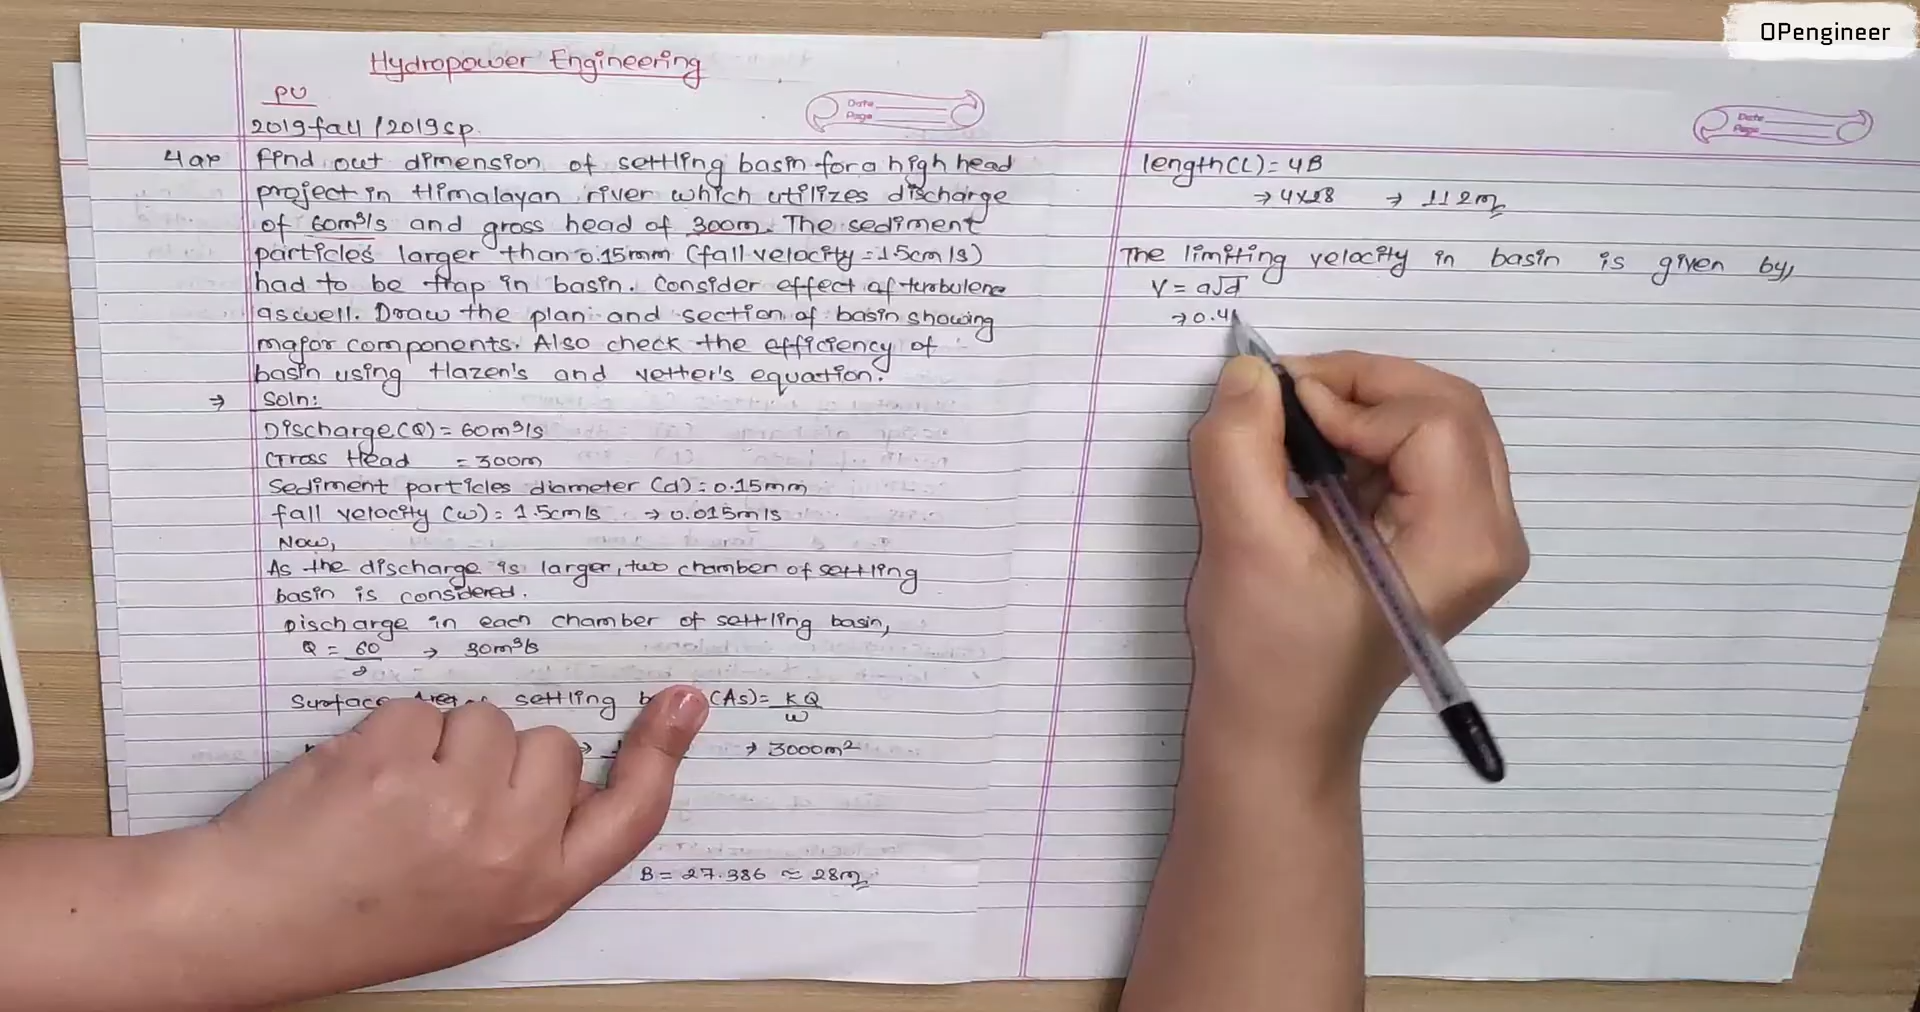 OPengineer
Hydropower Engineering
PU
Date
Page
2019 fall / 2019 sp.
4 a> Find out dimension of settling basin for a high head
project in Himalayan river which utilizes discharge
of 60m³/s and gross head of 300m. The sediment
particles larger than 0.15mm (fall velocity = 1.5cm/s)
had to be trap in basin. Consider effect of turbulence
as well. Draw the plan and section of basin showing
major components. Also check the efficiency of
basin using Hazen's and vetter's equation.
→ Soln:
Discharge (Q) = 60m³/s
Gross Head = 300m
Sediment particles diameter (d) = 0.15mm
fall velocity (w) = 1.5cm/s → 0.015m/s
Now,
As the discharge is larger, two chamber of settling
basin is considered.
Discharge in each chamber of settling basin,
Q = 60/2 → 30m³/s
Surface settling (As) = KQ/w
→ 3000m²
B = 27.386 ≈ 28m
Date
Page
length (L) = 4B
→ 4×28 → 112m
The limiting velocity in basin is given by,
V = a√d
→ 0.4